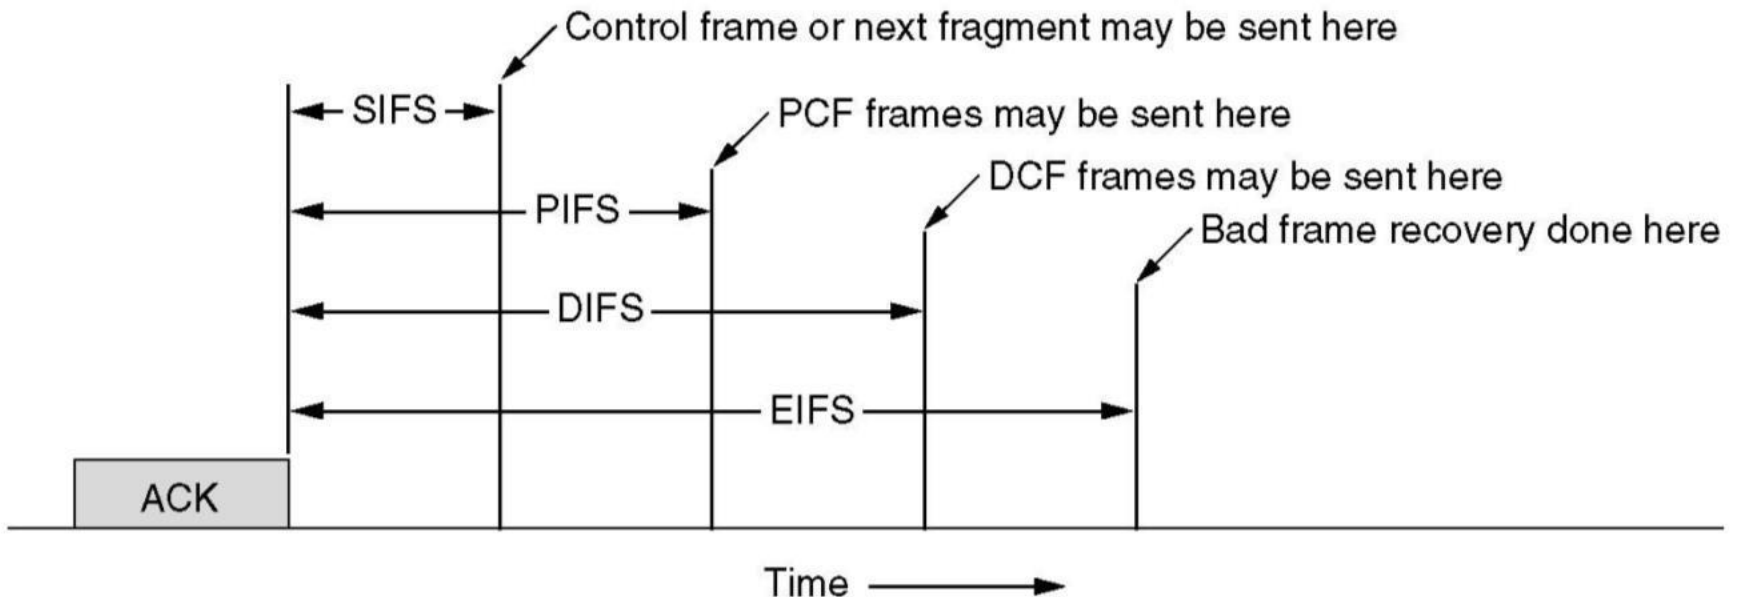 Control frame or next fragment may be sent here
SIFS
PCF frames may be sent here
DCF frames may be sent here
PIFS
Bad frame recovery done here
DIFS
EIFS
ACK
Time